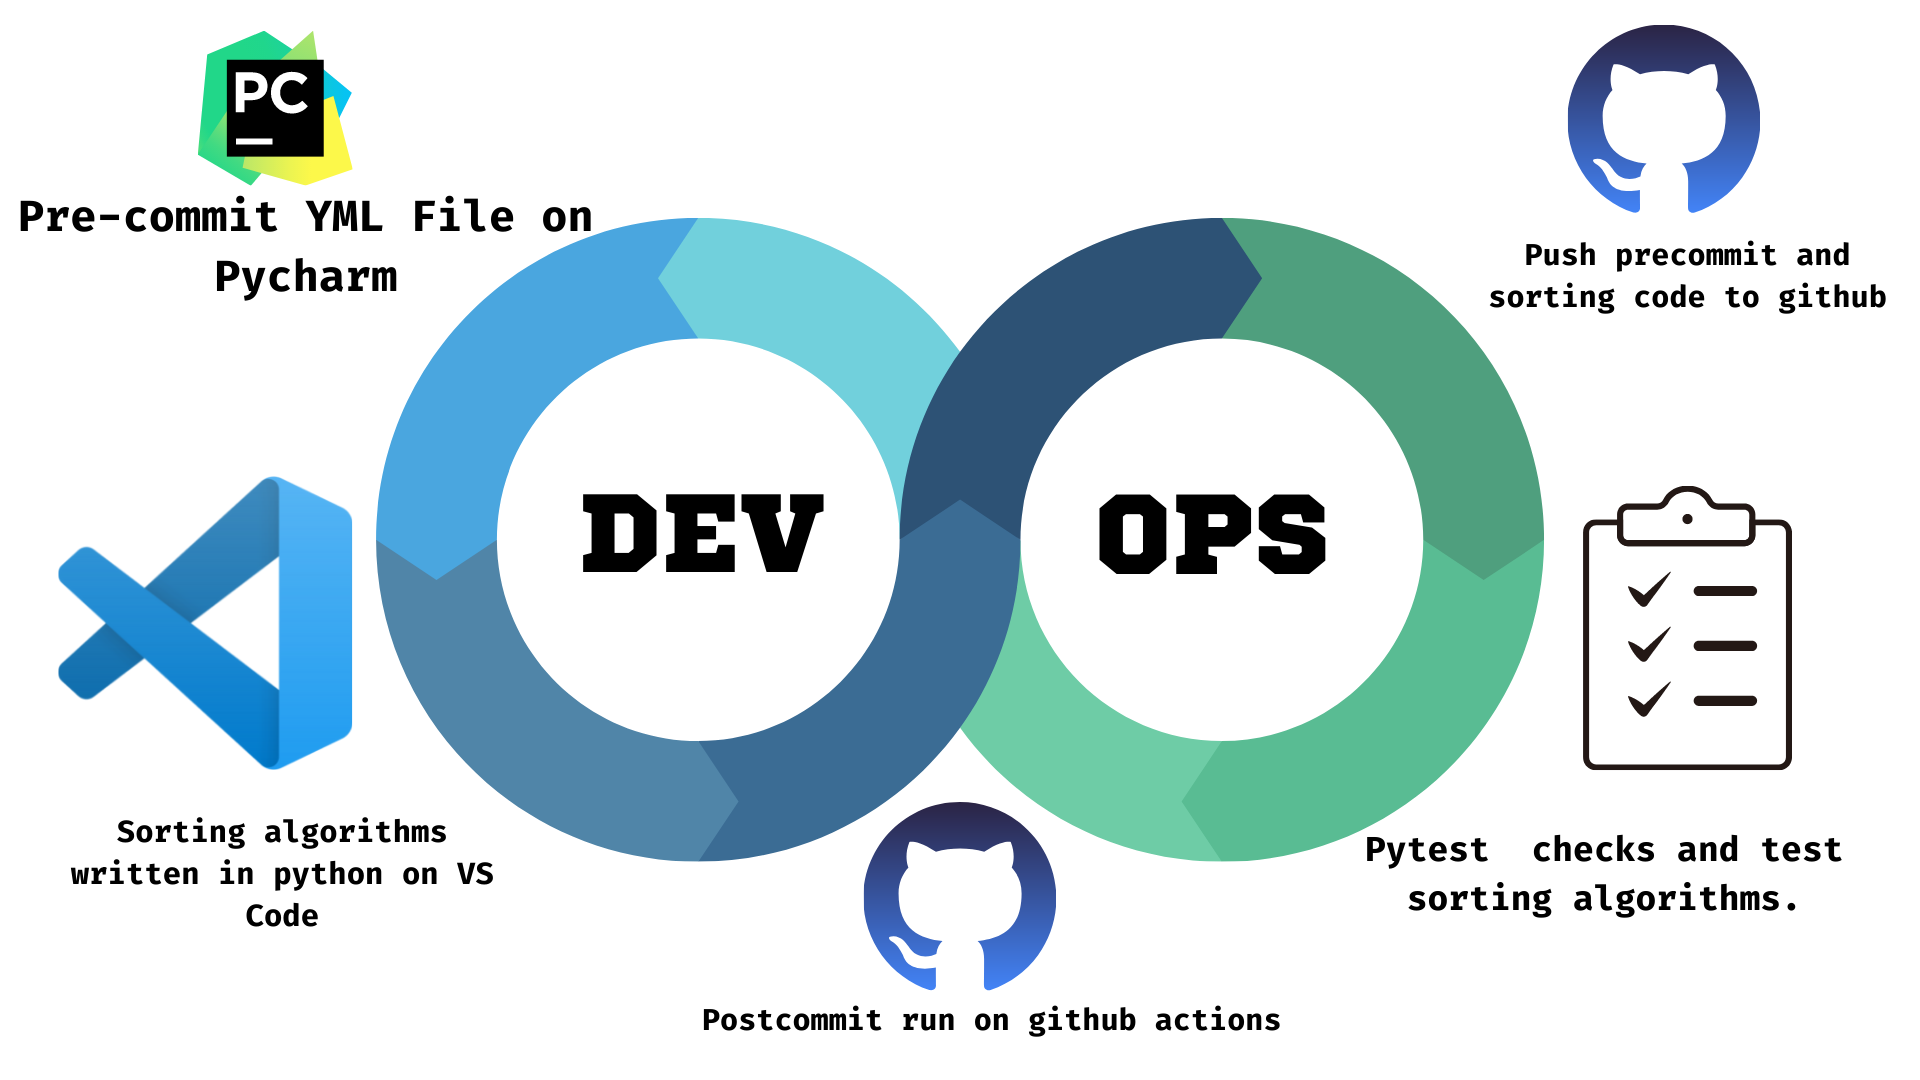 PC
Pre-commit YML File on
Pycharm
Push precommit and
sorting code to github
DEV
OPS
Sorting algorithms
written in python on VS
Code
Pytest  checks and test
sorting algorithms.
Postcommit run on github actions